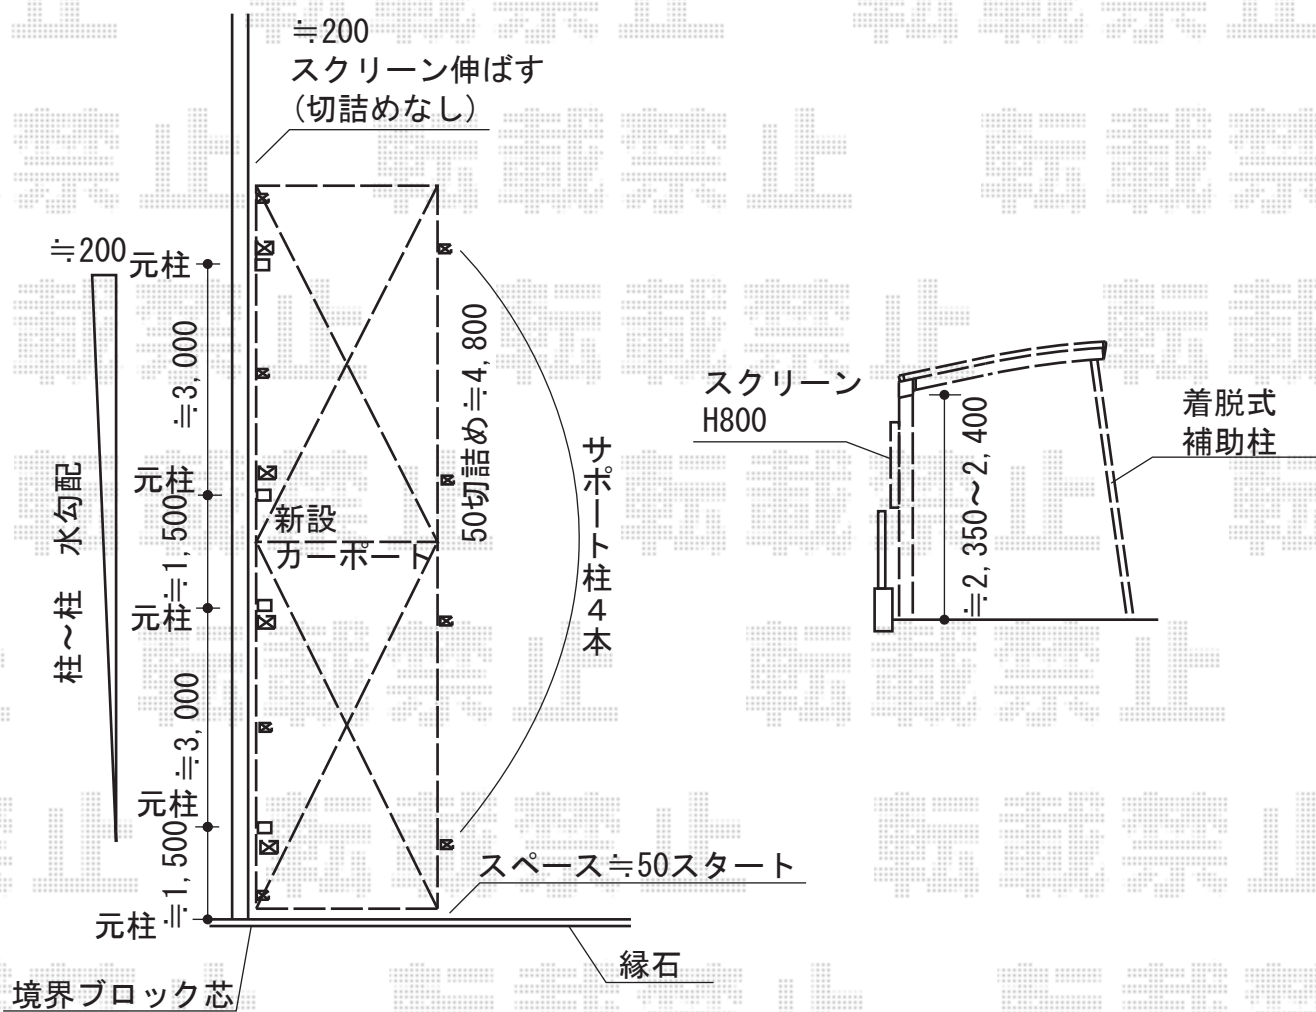 ≒200
スクリーン伸ばす
(切詰めなし)
≒200
元柱
≒3,000
元柱
≒1,500
元柱
≒3,000
元柱
≒1,500
元柱
柱～柱　水勾配
新設
カーポート
50切詰め≒4,800
サポート柱4本
スペース≒50スタート
縁石
境界ブロック芯
スクリーン
H800
≒2,350～2,400
着脱式
補助柱
転載禁止